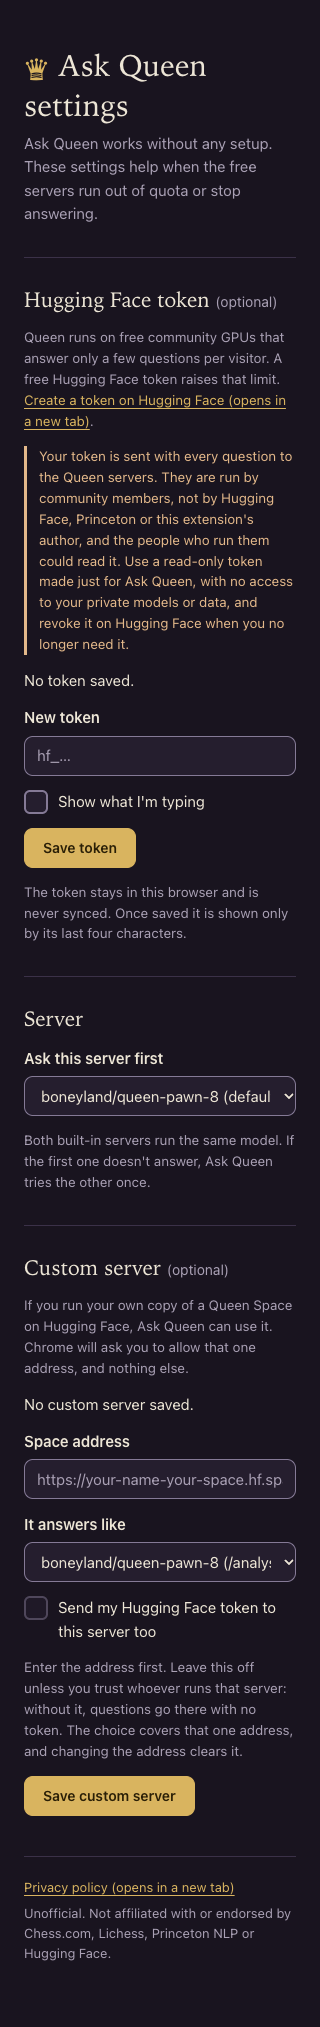 Ask Queen
settings
Ask Queen works without any setup.
These settings help when the free
servers run out of quota or stop
answering.
Hugging Face token (optional)
Queen runs on free community GPUs that
answer only a few questions per visitor. A
free Hugging Face token raises that limit.
Create a token on Hugging Face (opens in
a new tab).
Your token is sent with every question to
the Queen servers. They are run by
community members, not by Hugging
Face, Princeton or this extension's
author, and the people who run them
could read it. Use a read-only token
made just for Ask Queen, with no access
to your private models or data, and
revoke it on Hugging Face when you no
longer need it.
No token saved.
New token
hf_...
Show what I'm typing
Save token
The token stays in this browser and is
never synced. Once saved it is shown only
by its last four characters.
Server
Ask this server first
boneyland/queen-pawn-8 (defaul
Both built-in servers run the same model. If
the first one doesn't answer, Ask Queen
tries the other once.
Custom server (optional)
If you run your own copy of a Queen Space
on Hugging Face, Ask Queen can use it.
Chrome will ask you to allow that one
address, and nothing else.
No custom server saved.
Space address
https://your-name-your-space.hf.sp
It answers like
boneyland/queen-pawn-8 (/analys
Send my Hugging Face token to
this server too
Enter the address first. Leave this off
unless you trust whoever runs that server:
without it, questions go there with no
token. The choice covers that one address,
and changing the address clears it.
Save custom server
Privacy policy (opens in a new tab)
Unofficial. Not affiliated with or endorsed by
Chess.com, Lichess, Princeton NLP or
Hugging Face.